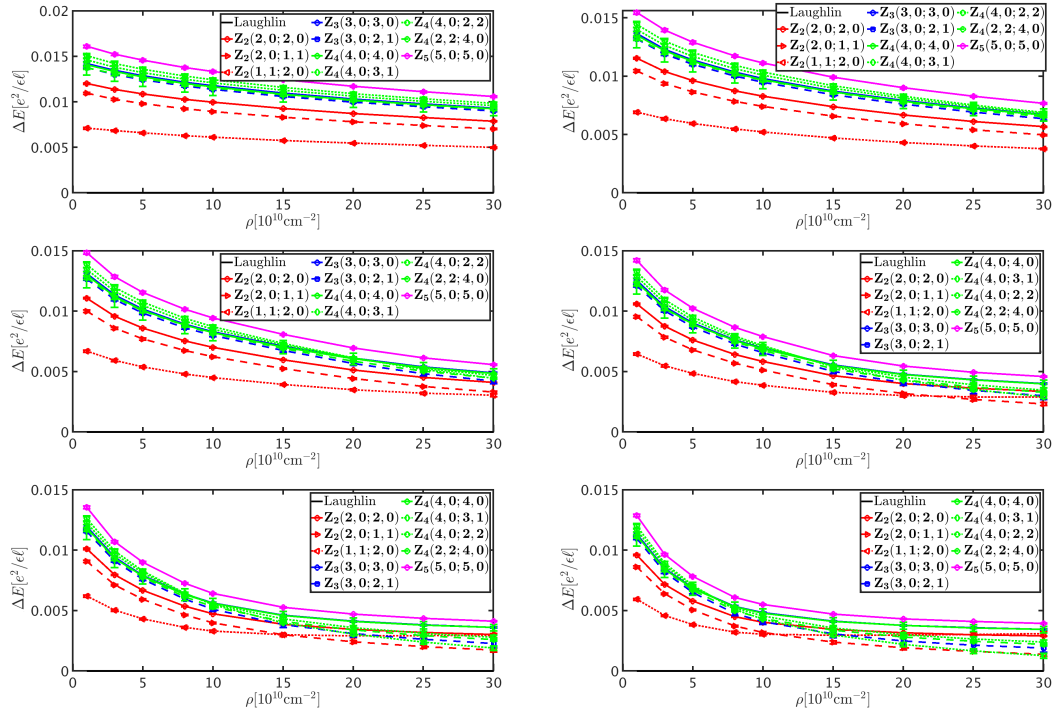 0.02
0.015
0.01
0.005
0
ΔE[e²/ϵℓ]
0 5 10 15 20 25 30
ρ[10¹⁰cm⁻²]
Laughlin
Z₂(2,0;2,0)
Z₂(2,0;1,1)
Z₂(1,1;2,0)
Z₃(3,0;3,0)
Z₃(3,0;2,1)
Z₄(4,0;4,0)
Z₄(4,0;3,1)
Z₄(4,0;2,2)
Z₄(2,2;4,0)
Z₅(5,0;5,0)
0.015
0.01
0.005
0
ΔE[e²/ϵℓ]
0 5 10 15 20 25 30
ρ[10¹⁰cm⁻²]
Laughlin
Z₂(2,0;2,0)
Z₂(2,0;1,1)
Z₂(1,1;2,0)
Z₃(3,0;3,0)
Z₃(3,0;2,1)
Z₄(4,0;4,0)
Z₄(4,0;3,1)
Z₄(4,0;2,2)
Z₄(2,2;4,0)
Z₅(5,0;5,0)
0.015
0.01
0.005
0
ΔE[e²/ϵℓ]
0 5 10 15 20 25 30
ρ[10¹⁰cm⁻²]
Laughlin
Z₂(2,0;2,0)
Z₂(2,0;1,1)
Z₂(1,1;2,0)
Z₃(3,0;3,0)
Z₃(3,0;2,1)
Z₄(4,0;4,0)
Z₄(4,0;3,1)
Z₄(4,0;2,2)
Z₄(2,2;4,0)
Z₅(5,0;5,0)
0.015
0.01
0.005
0
ΔE[e²/ϵℓ]
0 5 10 15 20 25 30
ρ[10¹⁰cm⁻²]
Laughlin
Z₂(2,0;2,0)
Z₂(2,0;1,1)
Z₂(1,1;2,0)
Z₃(3,0;3,0)
Z₃(3,0;2,1)
Z₄(4,0;4,0)
Z₄(4,0;3,1)
Z₄(4,0;2,2)
Z₄(2,2;4,0)
Z₅(5,0;5,0)
0.015
0.01
0.005
0
ΔE[e²/ϵℓ]
0 5 10 15 20 25 30
ρ[10¹⁰cm⁻²]
Laughlin
Z₂(2,0;2,0)
Z₂(2,0;1,1)
Z₂(1,1;2,0)
Z₃(3,0;3,0)
Z₃(3,0;2,1)
Z₄(4,0;4,0)
Z₄(4,0;3,1)
Z₄(4,0;2,2)
Z₄(2,2;4,0)
Z₅(5,0;5,0)
0.015
0.01
0.005
0
ΔE[e²/ϵℓ]
0 5 10 15 20 25 30
ρ[10¹⁰cm⁻²]
Laughlin
Z₂(2,0;2,0)
Z₂(2,0;1,1)
Z₂(1,1;2,0)
Z₃(3,0;3,0)
Z₃(3,0;2,1)
Z₄(4,0;4,0)
Z₄(4,0;3,1)
Z₄(4,0;2,2)
Z₄(2,2;4,0)
Z₅(5,0;5,0)